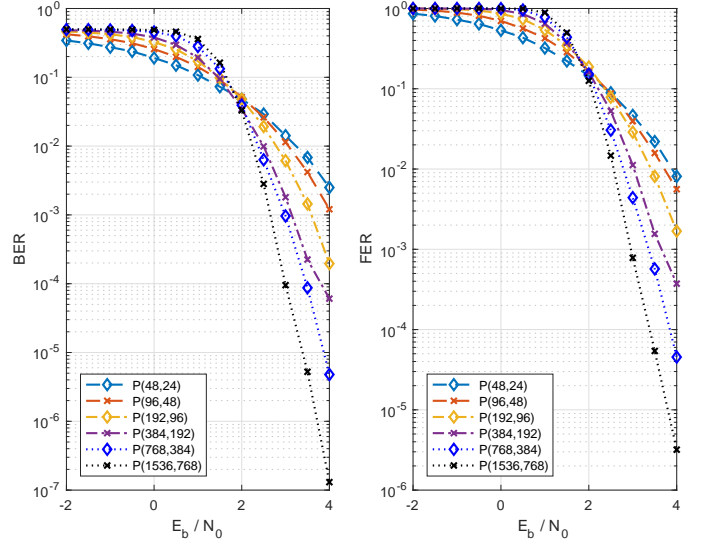 10^0
10^-1
10^-2
10^-3
10^-4
10^-5
10^-6
10^-7
BER
-2
0
2
4
E_b / N_0
P(48,24)
P(96,48)
P(192,96)
P(384,192)
P(768,384)
P(1536,768)
10^0
10^-1
10^-2
10^-3
10^-4
10^-5
10^-6
FER
-2
0
2
4
E_b / N_0
P(48,24)
P(96,48)
P(192,96)
P(384,192)
P(768,384)
P(1536,768)